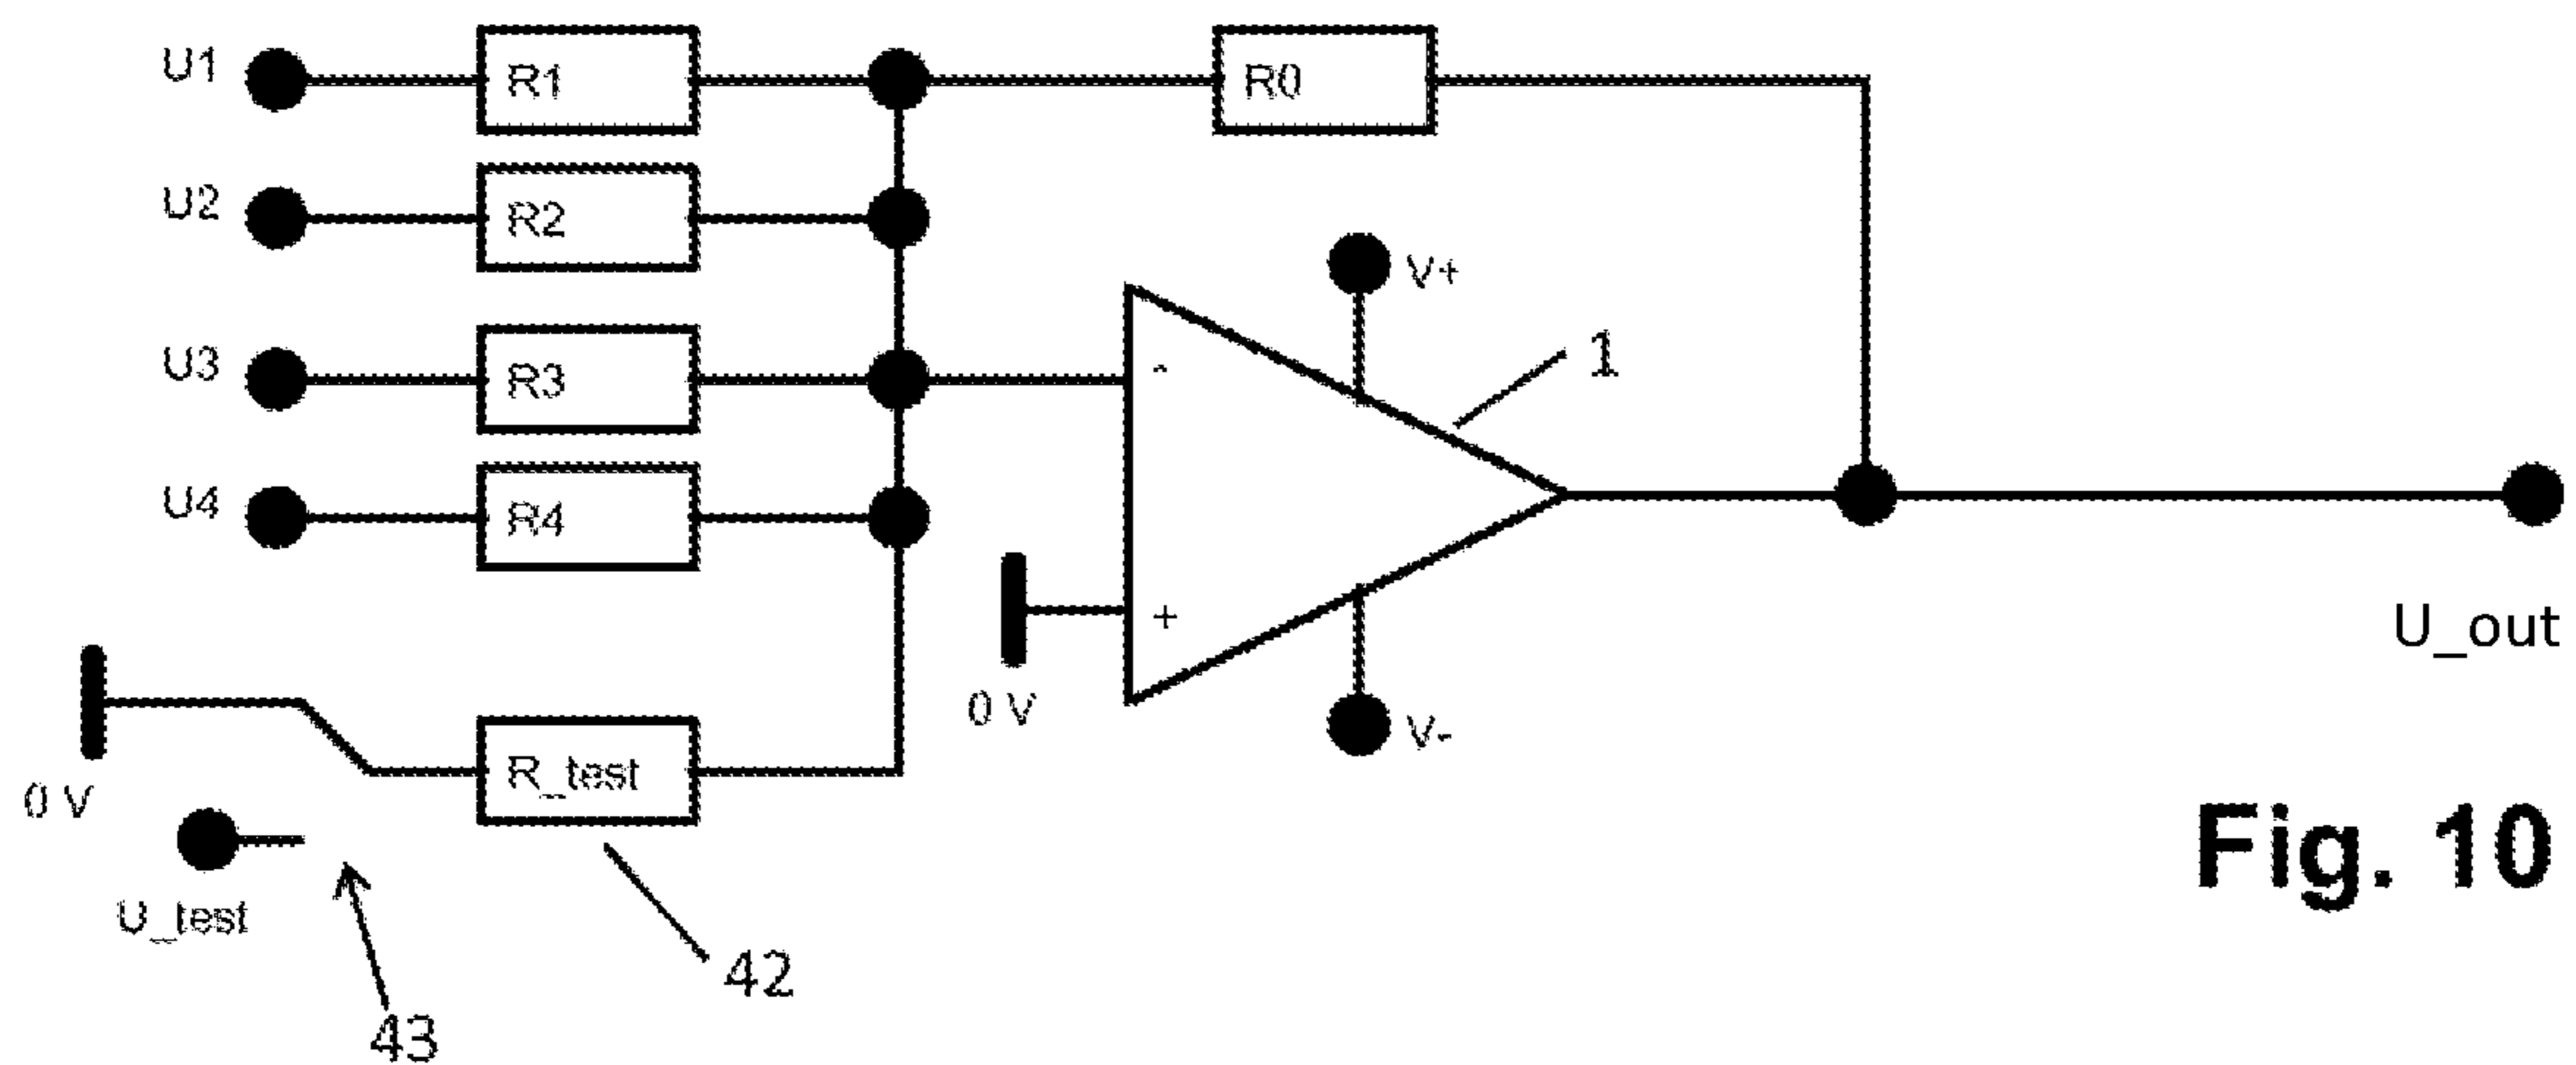 U1
R1
R0
U2
R2
V+
1
U3
R3
-
U4
R4
+
U_out
0 V
V-
R_test
0 V
U_test
Fig. 10
42
43